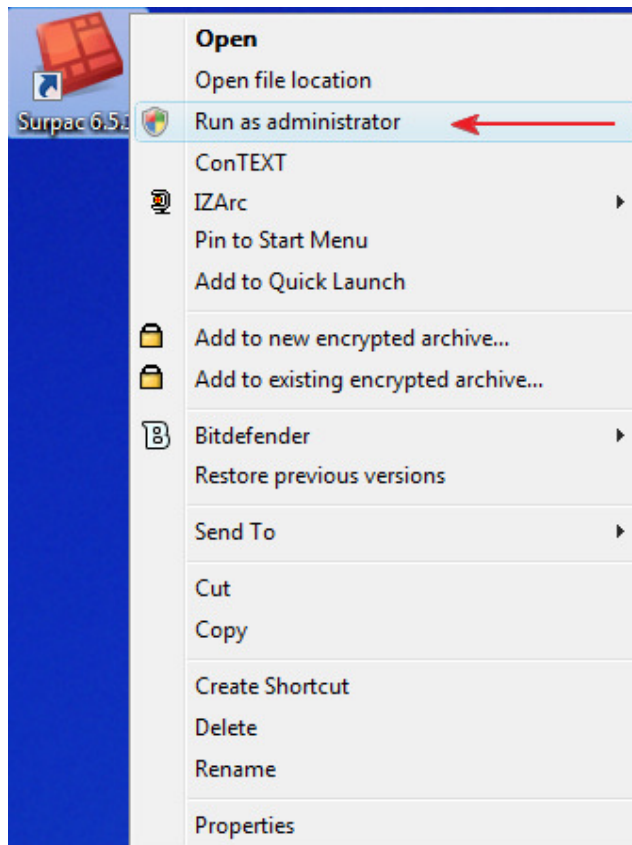 Surpac 6.5.1
Open
Open file location
Run as administrator
ConTEXT
IZArc
Pin to Start Menu
Add to Quick Launch
Add to new encrypted archive...
Add to existing encrypted archive...
Bitdefender
Restore previous versions
Send To
Cut
Copy
Create Shortcut
Delete
Rename
Properties